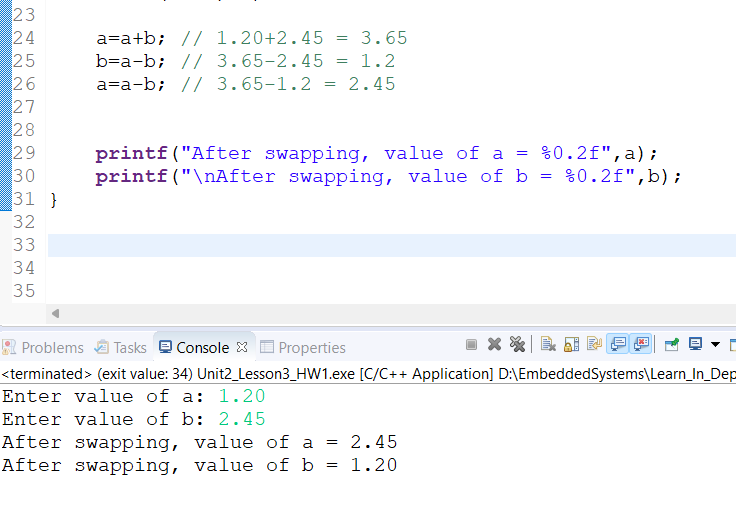 23
24 a=a+b; // 1.20+2.45 = 3.65
25 b=a-b; // 3.65-2.45 = 1.2
26 a=a-b; // 3.65-1.2 = 2.45
27
28
29 printf("After swapping, value of a = %0.2f",a);
30 printf("\nAfter swapping, value of b = %0.2f",b);
31 }
32
33
34
35
Problems Tasks Console Properties
<terminated> (exit value: 34) Unit2_Lesson3_HW1.exe [C/C++ Application] D:\EmbeddedSystems\Learn_In_Dep
Enter value of a: 1.20
Enter value of b: 2.45
After swapping, value of a = 2.45
After swapping, value of b = 1.20